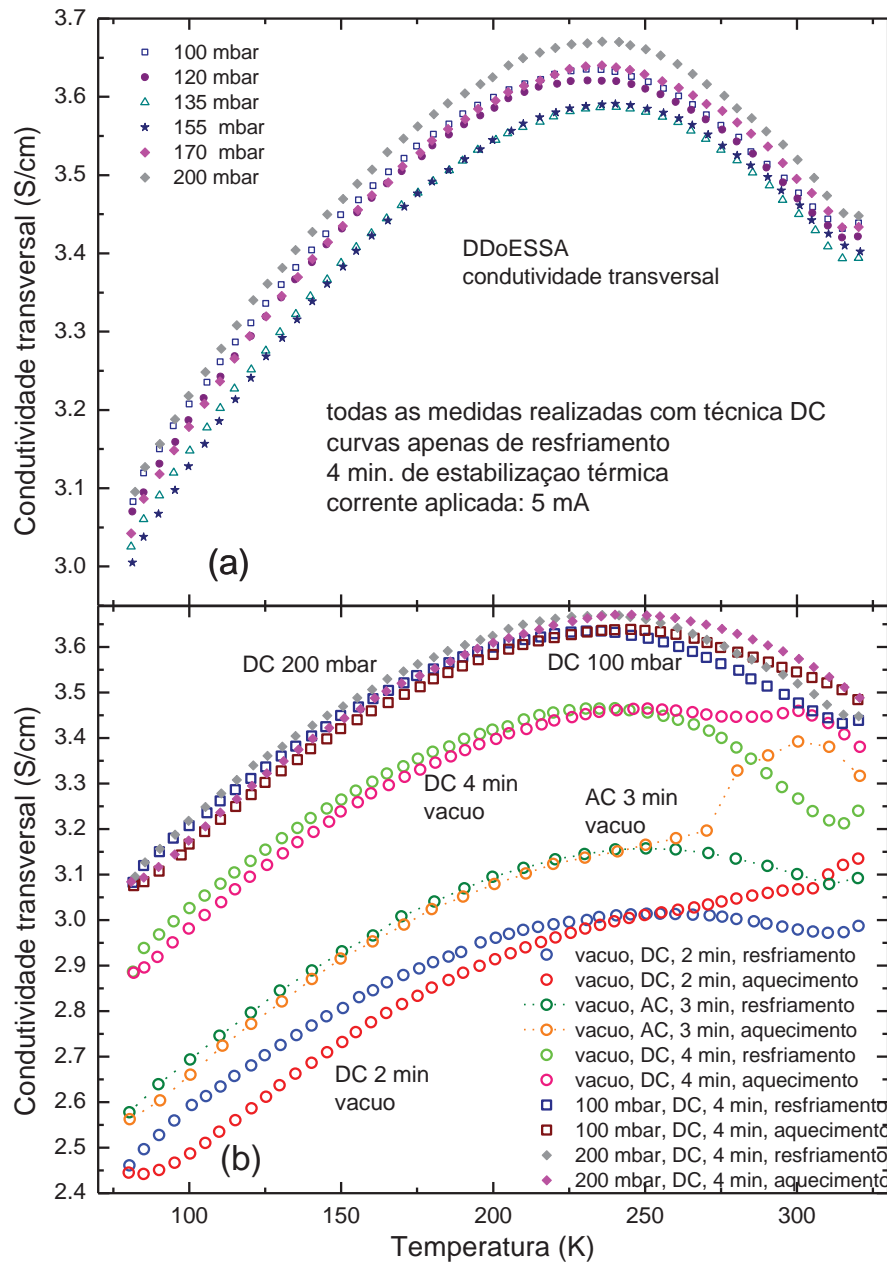 3.7
3.6
3.5
3.4
3.3
3.2
3.1
3.0
Condutividade transversal (S/cm)
100 mbar
120 mbar
135 mbar
155 mbar
170 mbar
200 mbar
DDoESSA
condutividade transversal
todas as medidas realizadas com técnica DC
curvas apenas de resfriamento
4 min. de estabilizaçao térmica
corrente aplicada: 5 mA
(a)
3.6
3.5
3.4
3.3
3.2
3.1
3.0
2.9
2.8
2.7
2.6
2.5
2.4
Condutividade transversal (S/cm)
DC 200 mbar
DC 100 mbar
DC 4 min
vacuo
AC 3 min
vacuo
DC 2 min
vacuo
vacuo, DC, 2 min, resfriamento
vacuo, DC, 2 min, aquecimento
vacuo, AC, 3 min, resfriamento
vacuo, AC, 3 min, aquecimento
vacuo, DC, 4 min, resfriamento
vacuo, DC, 4 min, aquecimento
100 mbar, DC, 4 min, resfriamento
100 mbar, DC, 4 min, aquecimento
200 mbar, DC, 4 min, resfriamento
200 mbar, DC, 4 min, aquecimento
(b)
100 150 200 250 300
Temperatura (K)